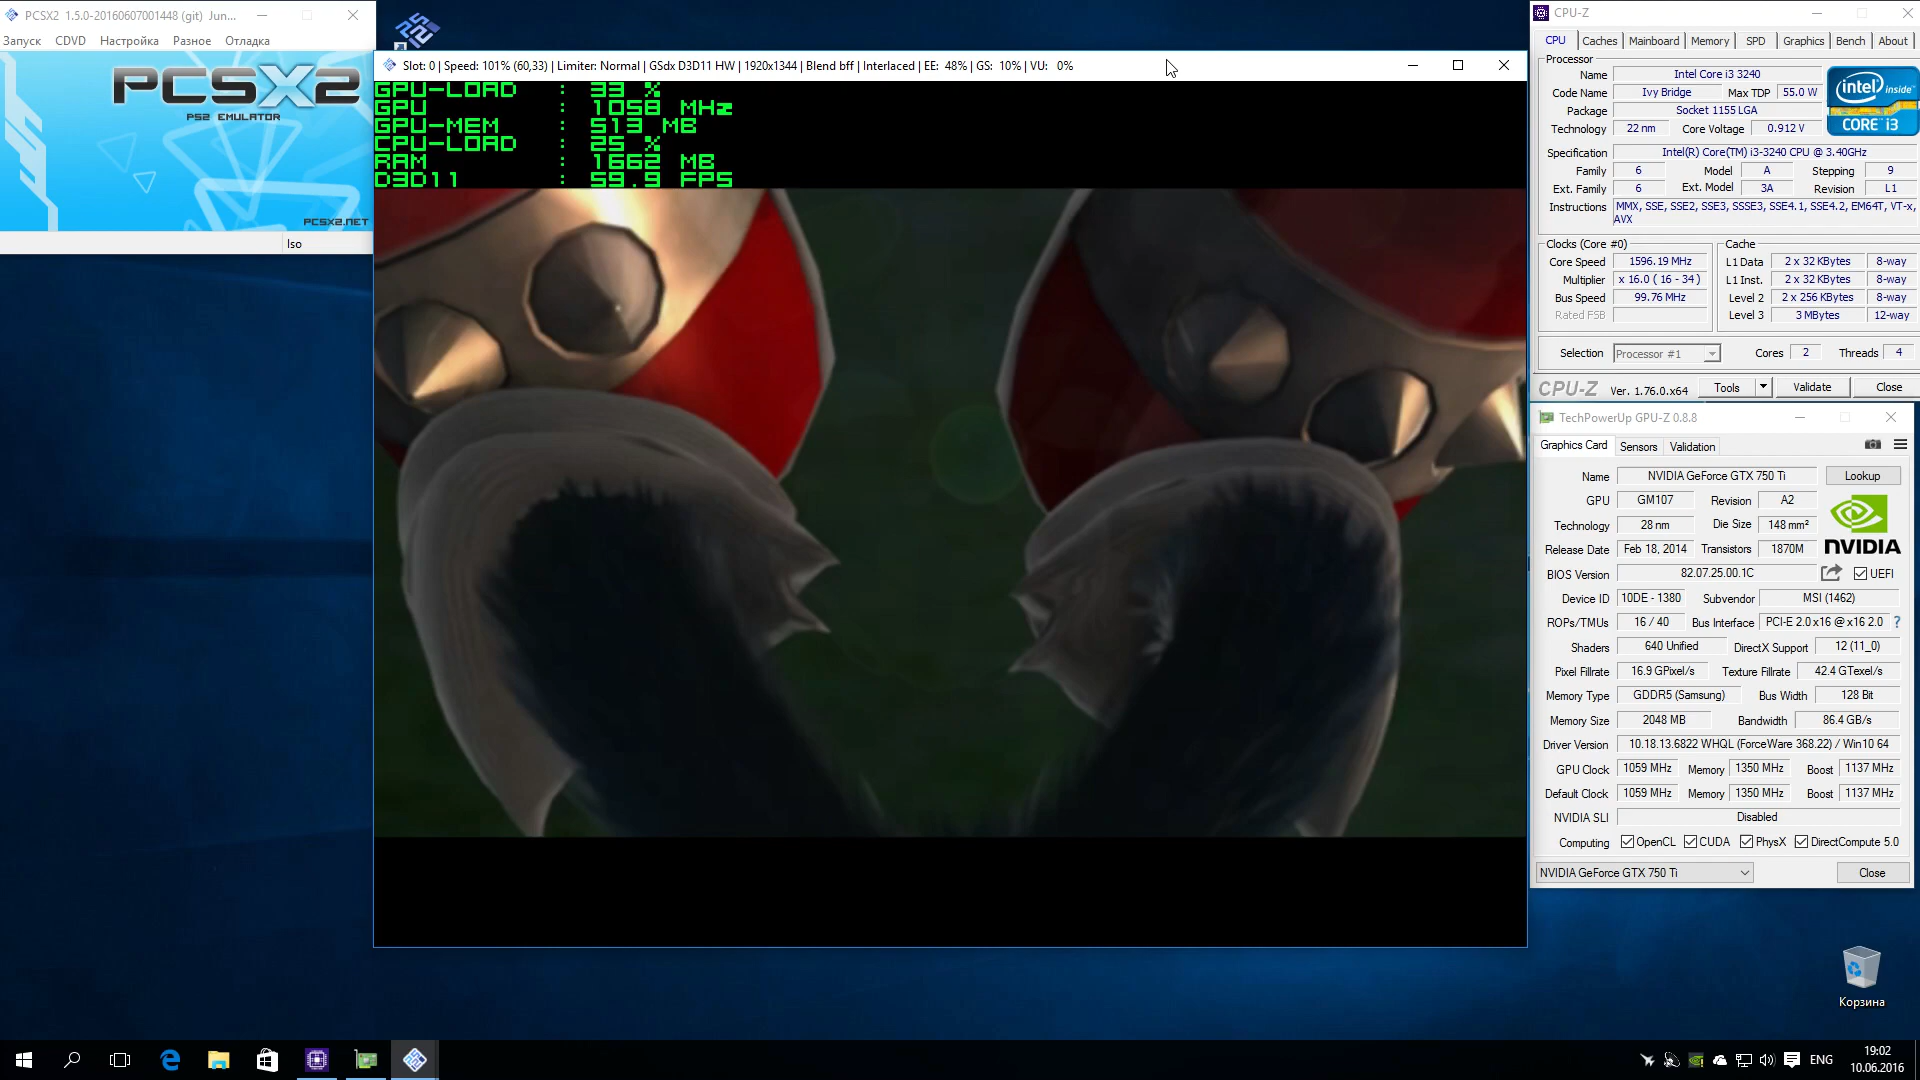 PCSX2 1.5.0-20160607001448 (git) Jun...
Запуск CDVD Настройка Разное Отладка
PCSX2
PS2 EMULATOR
PCSX2.NET
Iso
Slot: 0 | Speed: 101% (60,33) | Limiter: Normal | GSdx D3D11 HW | 1920x1344 | Blend bff | Interlaced | EE: 48% | GS: 10% | VU: 0%
GPU-LOAD : 33 %
GPU : 1058 MHz
GPU-MEM : 513 MB
CPU-LOAD : 25 %
RAM : 1662 MB
D3D11 : 59.9 FPS
CPU-Z
CPU Caches Mainboard Memory SPD Graphics Bench About
Processor
Name Intel Core i3 3240
Code Name Ivy Bridge Max TDP 55.0 W
Package Socket 1155 LGA
Technology 22 nm Core Voltage 0.912 V
intel inside™
CORE i3
Specification Intel(R) Core(TM) i3-3240 CPU @ 3.40GHz
Family 6 Model A Stepping 9
Ext. Family 6 Ext. Model 3A Revision L1
Instructions MMX, SSE, SSE2, SSE3, SSSE3, SSE4.1, SSE4.2, EM64T, VT-x,
AVX
Clocks (Core #0) Cache
Core Speed 1596.19 MHz L1 Data 2 x 32 KBytes 8-way
Multiplier x 16.0 ( 16 - 34 ) L1 Inst. 2 x 32 KBytes 8-way
Bus Speed 99.76 MHz Level 2 2 x 256 KBytes 8-way
Rated FSB Level 3 3 MBytes 12-way
Selection Processor #1 Cores 2 Threads 4
CPU-Z Ver. 1.76.0.x64 Tools Validate Close
TechPowerUp GPU-Z 0.8.8
Graphics Card Sensors Validation
Name NVIDIA GeForce GTX 750 Ti Lookup
GPU GM107 Revision A2
Technology 28 nm Die Size 148 mm²
Release Date Feb 18, 2014 Transistors 1870M
NVIDIA
BIOS Version 82.07.25.00.1C UEFI
Device ID 10DE - 1380 Subvendor MSI (1462)
ROPs/TMUs 16 / 40 Bus Interface PCI-E 2.0 x16 @ x16 2.0 ?
Shaders 640 Unified DirectX Support 12 (11_0)
Pixel Fillrate 16.9 GPixel/s Texture Fillrate 42.4 GTexel/s
Memory Type GDDR5 (Samsung) Bus Width 128 Bit
Memory Size 2048 MB Bandwidth 86.4 GB/s
Driver Version 10.18.13.6822 WHQL (ForceWare 368.22) / Win10 64
GPU Clock 1059 MHz Memory 1350 MHz Boost 1137 MHz
Default Clock 1059 MHz Memory 1350 MHz Boost 1137 MHz
NVIDIA SLI Disabled
Computing OpenCL CUDA PhysX DirectCompute 5.0
NVIDIA GeForce GTX 750 Ti Close
Корзина
ENG
19:02
10.06.2016